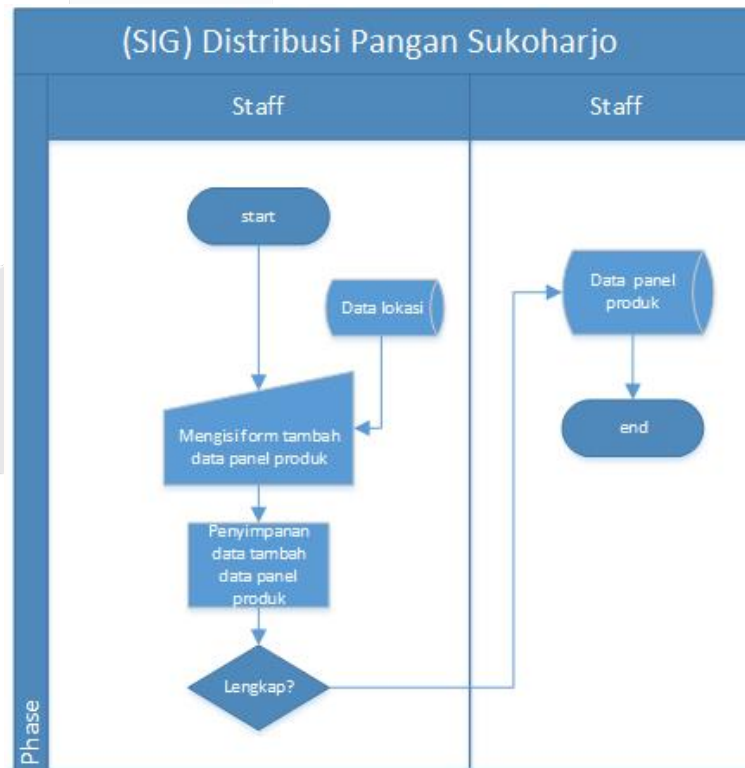 (SIG) Distribusi Pangan Sukoharjo
Staff
Staff
start
Data lokasi
Mengisi form tambah
data panel produk
Penyimpanan
data tambah
data panel
produk
Lengkap?
Data panel
produk
end
Phase